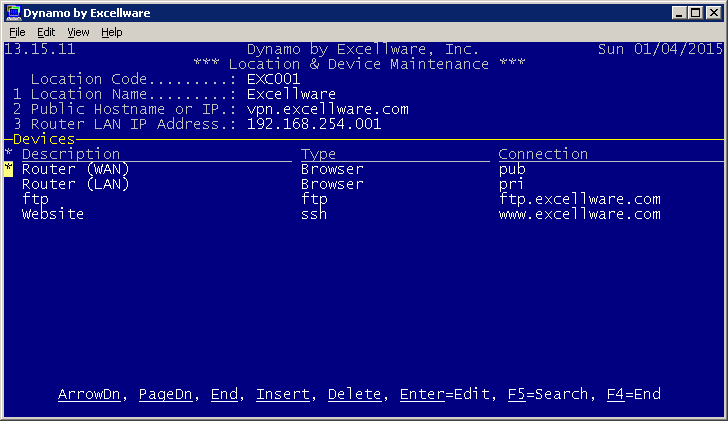 Dynamo by Excellware
File Edit View Help
13.15.11 Dynamo by Excellware, Inc. Sun 01/04/2015
*** Location & Device Maintenance ***
Location Code.........: EXC001
1 Location Name.........: Excellware
2 Public Hostname or IP.: vpn.excellware.com
3 Router LAN IP Address.: 192.168.254.001
Devices
* Description Type Connection
* Router (WAN) Browser pub
Router (LAN) Browser pri
ftp ftp ftp.excellware.com
Website ssh www.excellware.com
ArrowDn, PageDn, End, Insert, Delete, Enter=Edit, F5=Search, F4=End